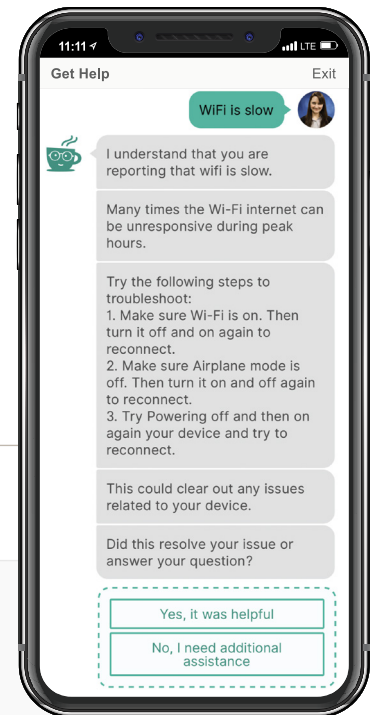 11:11
LTE
Get Help
Exit
WiFi is slow
I understand that you are
reporting that wifi is slow.
Many times the Wi-Fi internet can
be unresponsive during peak
hours.
Try the following steps to
troubleshoot:
1. Make sure Wi-Fi is on. Then
turn it off and on again to
reconnect.
2. Make sure Airplane mode is
off. Then turn it on and off again
to reconnect.
3. Try Powering off and then on
again your device and try to
reconnect.
This could clear out any issues
related to your device.
Did this resolve your issue or
answer your question?
Yes, it was helpful
No, I need additional
assistance